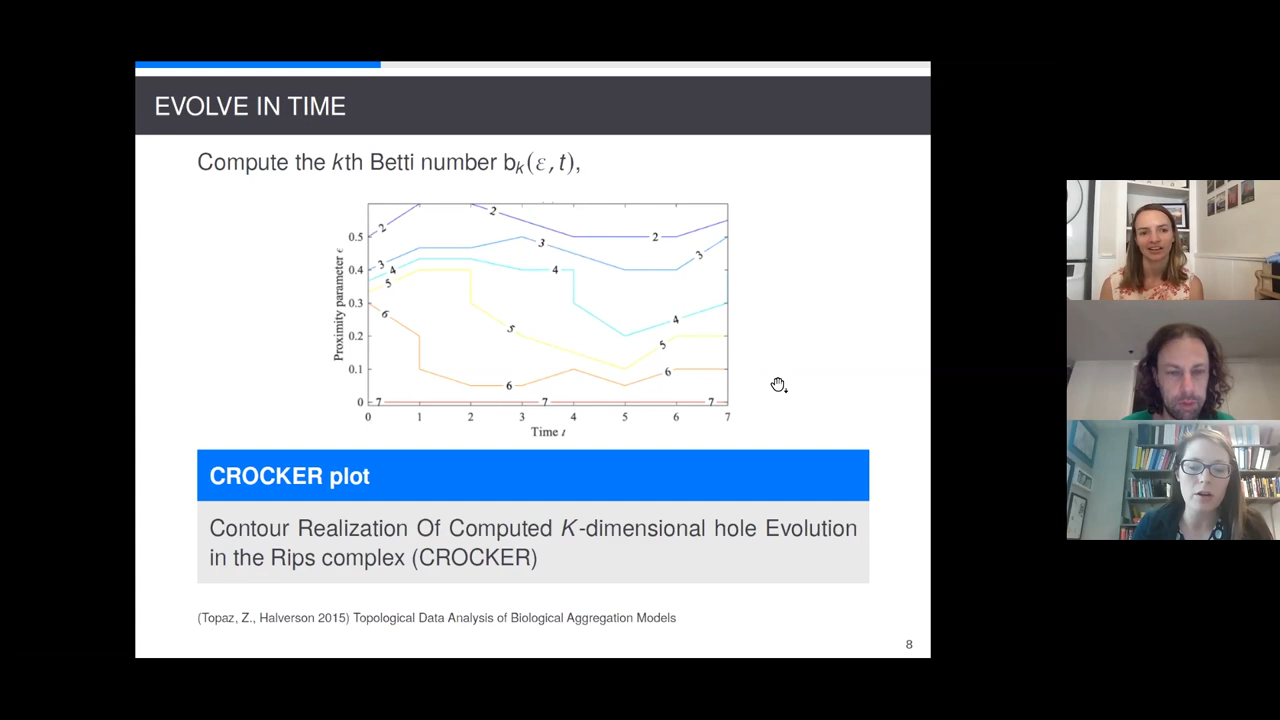 EVOLVE IN TIME
Compute the kth Betti number bₖ(ε, t),
2 2 2
3 3 3
4 4 4
5 5 5
6 6 6
7 7 7
Proximity parameter ϵ
0.5
0.4
0.3
0.2
0.1
0
0 1 2 3 4 5 6 7
Time t
CROCKER plot
Contour Realization Of Computed K-dimensional hole Evolution
in the Rips complex (CROCKER)
(Topaz, Z., Halverson 2015) Topological Data Analysis of Biological Aggregation Models
8